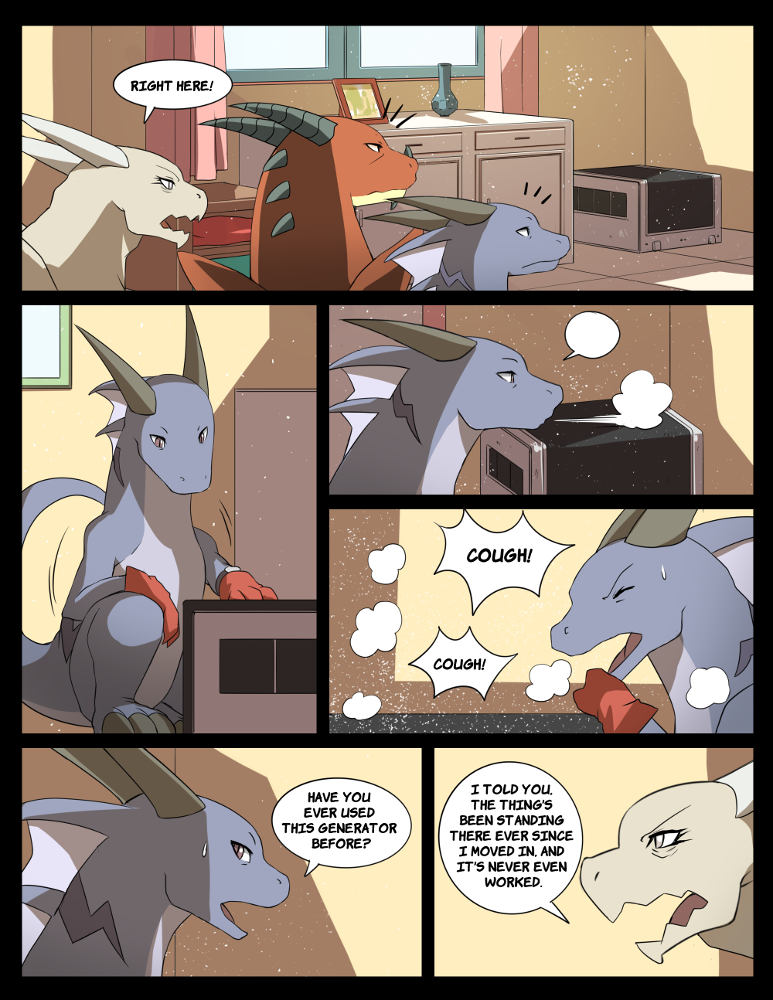 RIGHT HERE!
COUGH!
COUGH!
HAVE YOU
EVER USED
THIS GENERATOR
BEFORE?
I TOLD YOU.
THE THING'S
BEEN STANDING
THERE EVER SINCE
I MOVED IN, AND
IT'S NEVER EVEN
WORKED.